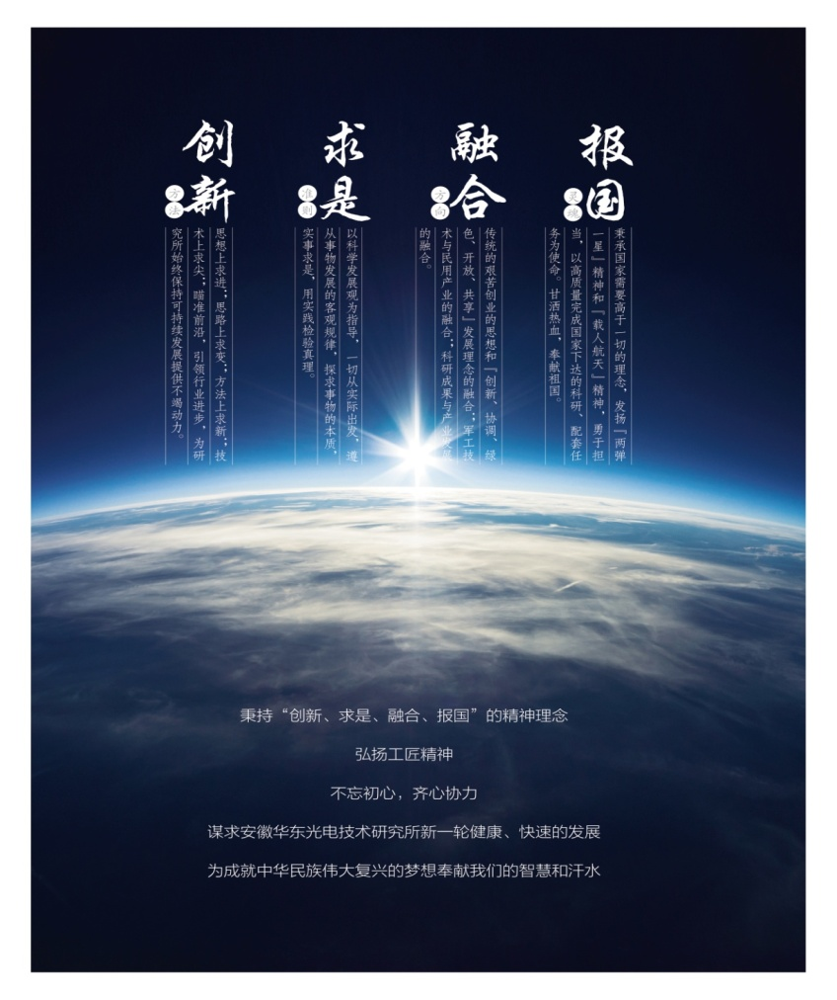 创新
方法
思想上求进;思路上求变;方法上求新;技
术上求尖;瞄准前沿,引领行业进步,为研
究所始终保持可持续发展提供不竭动力。
求是
准则
以科学发展观为指导,一切从实际出发,遵
从事物发展的客观规律,探求事物的本质,
实事求是,用实践检验真理。
融合
方向
传统的艰苦创业的思想和『创新、协调、绿
色、开放、共享』发展理念的融合;军工技
术与民用产业的融合;科研成果与产业发展
的融合。
报国
灵魂
秉承国家需要高于一切的理念,发扬『两弹
一星』精神和『载人航天』精神,勇于担
当,以高质量完成国家下达的科研、配套任
务为使命。甘洒热血,奉献祖国。
秉持“创新、求是、融合、报国”的精神理念
弘扬工匠精神
不忘初心,齐心协力
谋求安徽华东光电技术研究所新一轮健康、快速的发展
为成就中华民族伟大复兴的梦想奉献我们的智慧和汗水